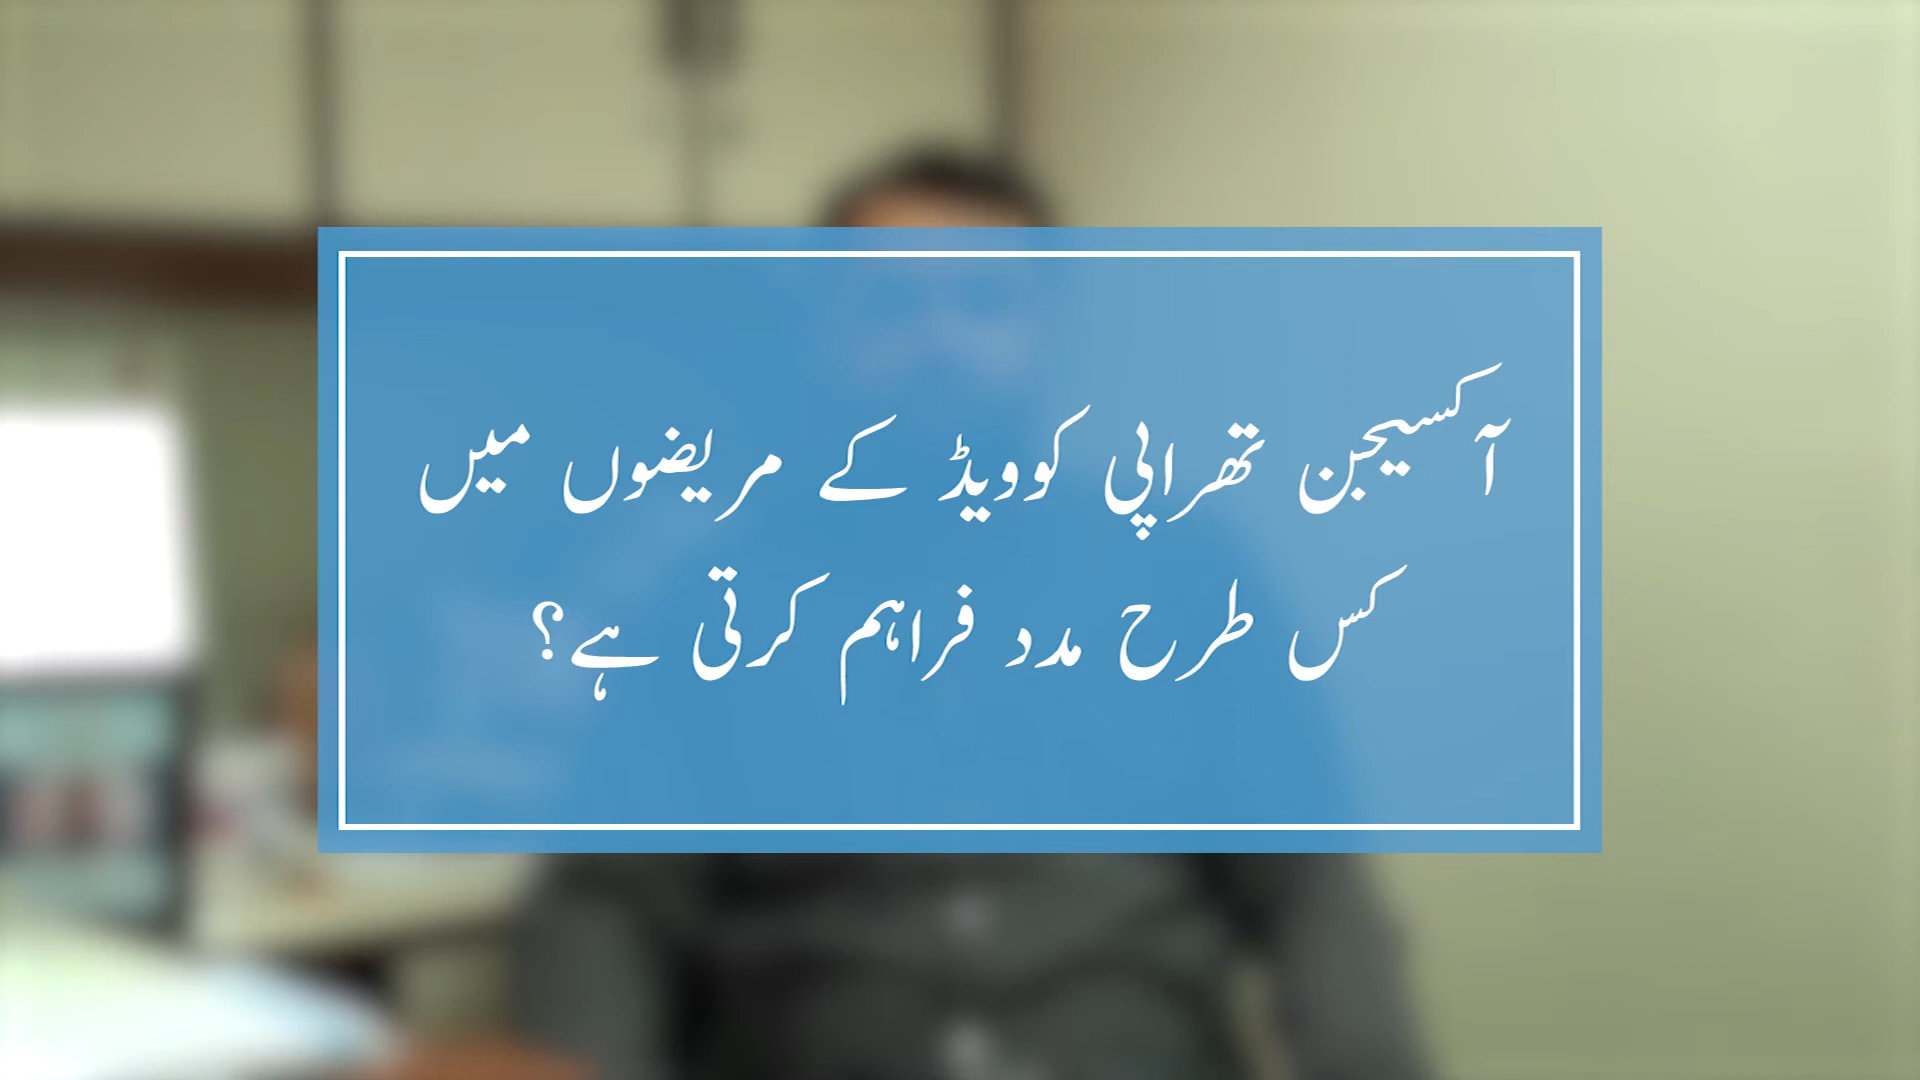 آکسیجن تھراپی کوویڈ کے مریضوں میں
کس طرح مدد فراہم کرتی ہے؟